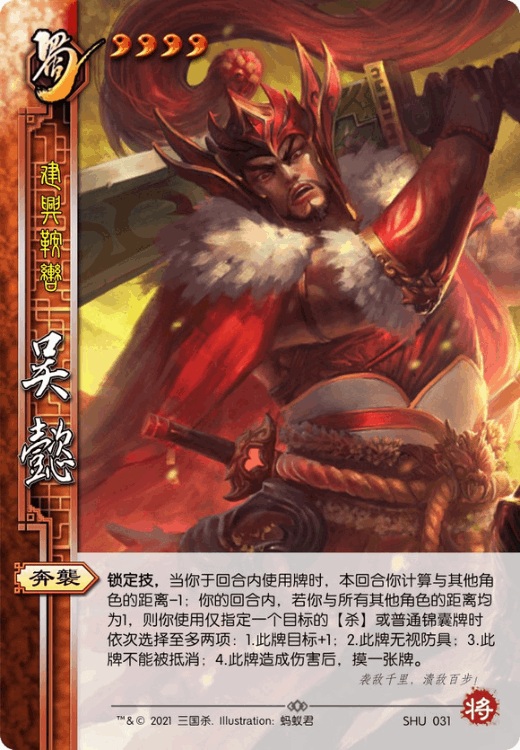 蜀
建興鞍轡
吴懿
奔襲
锁定技，当你于回合内使用牌时，本回合你计算与其他角
色的距离-1；你的回合内，若你与所有其他角色的距离均
为1，则你使用仅指定一个目标的【杀】或普通锦囊牌时
依次选择至多两项：1.此牌目标+1；2.此牌无视防具；3.此
牌不能被抵消；4.此牌造成伤害后，摸一张牌。
袭敌千里，溃敌百步！
™&© 2021 三国杀. Illustration: 蚂蚁君
SHU 031
将